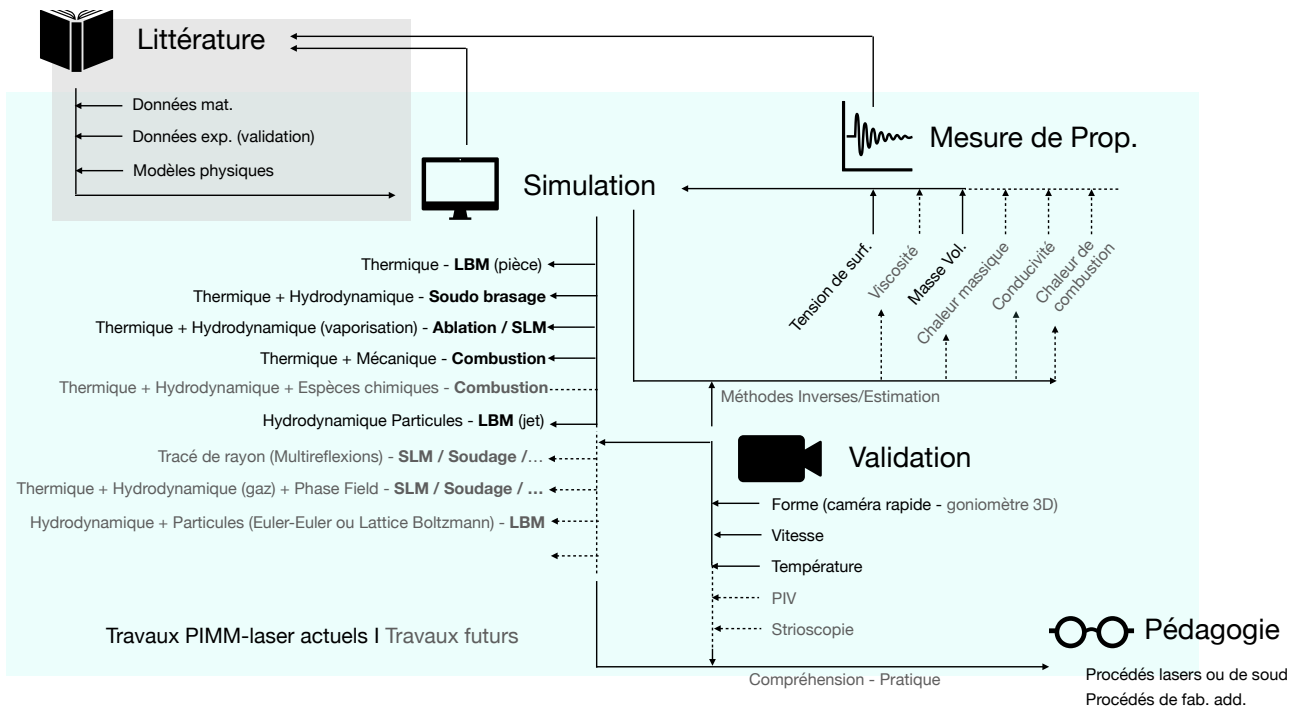 Littérature
Données mat.
Données exp. (validation)
Modèles physiques
Mesure de Prop.
Simulation
Tension de surf.
Viscosité
Masse Vol.
Chaleur massique
Conducivité
Chaleur de
combustion
Thermique - LBM (pièce)
Thermique + Hydrodynamique - Soudo brasage
Thermique + Hydrodynamique (vaporisation) - Ablation / SLM
Thermique + Mécanique - Combustion
Thermique + Hydrodynamique + Espèces chimiques - Combustion
Hydrodynamique Particules - LBM (jet)
Tracé de rayon (Multireflexions) - SLM / Soudage /…
Thermique + Hydrodynamique (gaz) + Phase Field - SLM / Soudage / …
Hydrodynamique + Particules (Euler-Euler ou Lattice Boltzmann) - LBM
Méthodes Inverses/Estimation
Validation
Forme (caméra rapide - goniomètre 3D)
Vitesse
Température
PIV
Strioscopie
Travaux PIMM-laser actuels I Travaux futurs
Compréhension - Pratique
Pédagogie
Procédés lasers ou de soud
Procédés de fab. add.